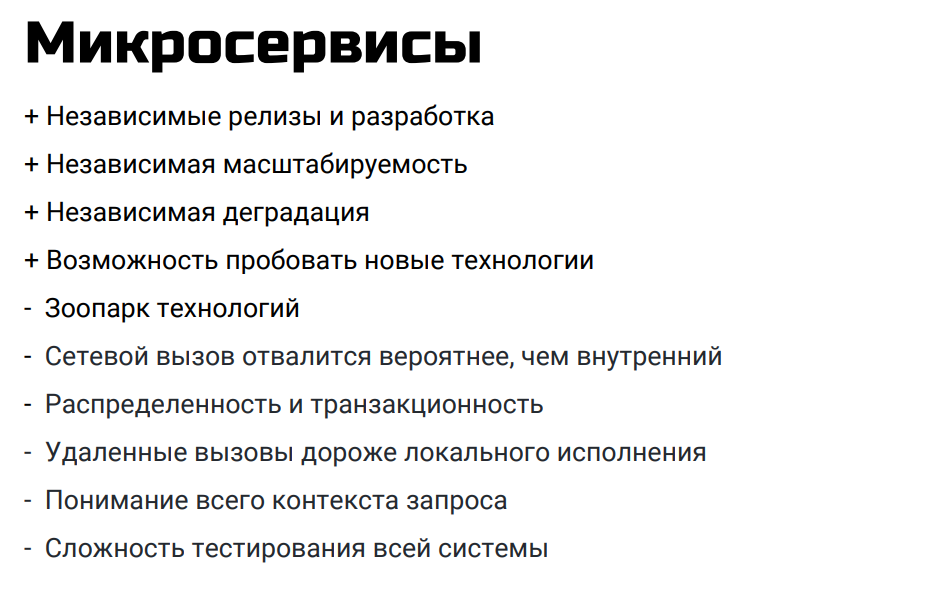 Микросервисы
+ Независимые релизы и разработка
+ Независимая масштабируемость
+ Независимая деградация
+ Возможность пробовать новые технологии
- Зоопарк технологий
- Сетевой вызов отвалится вероятнее, чем внутренний
- Распределенность и транзакционность
- Удаленные вызовы дороже локального исполнения
- Понимание всего контекста запроса
- Сложность тестирования всей системы